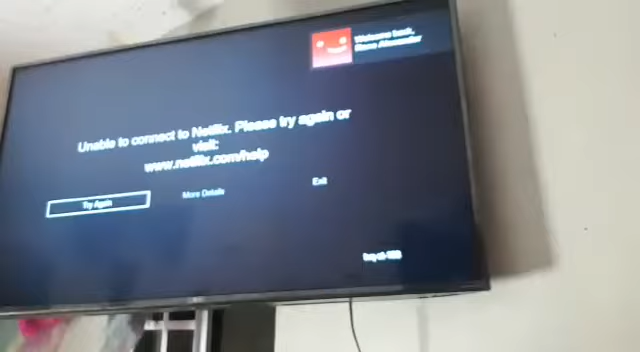 Welcome back,
Unable to connect to Netflix. Please try again or
visit:
www.netflix.com/help
Try Again
More Details
Exit